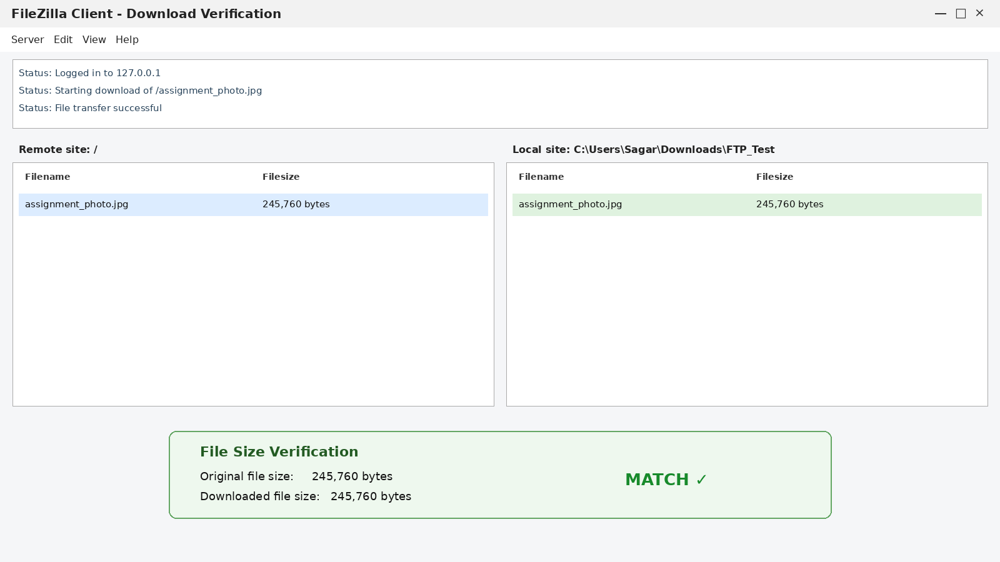 FileZilla Client - Download Verification
Server Edit View Help
Status: Logged in to 127.0.0.1
Status: Starting download of /assignment_photo.jpg
Status: File transfer successful
Remote site: /
Filename Filesize
assignment_photo.jpg 245,760 bytes
Local site: C:\Users\Sagar\Downloads\FTP_Test
Filename Filesize
assignment_photo.jpg 245,760 bytes
File Size Verification
Original file size: 245,760 bytes
Downloaded file size: 245,760 bytes
MATCH ✓